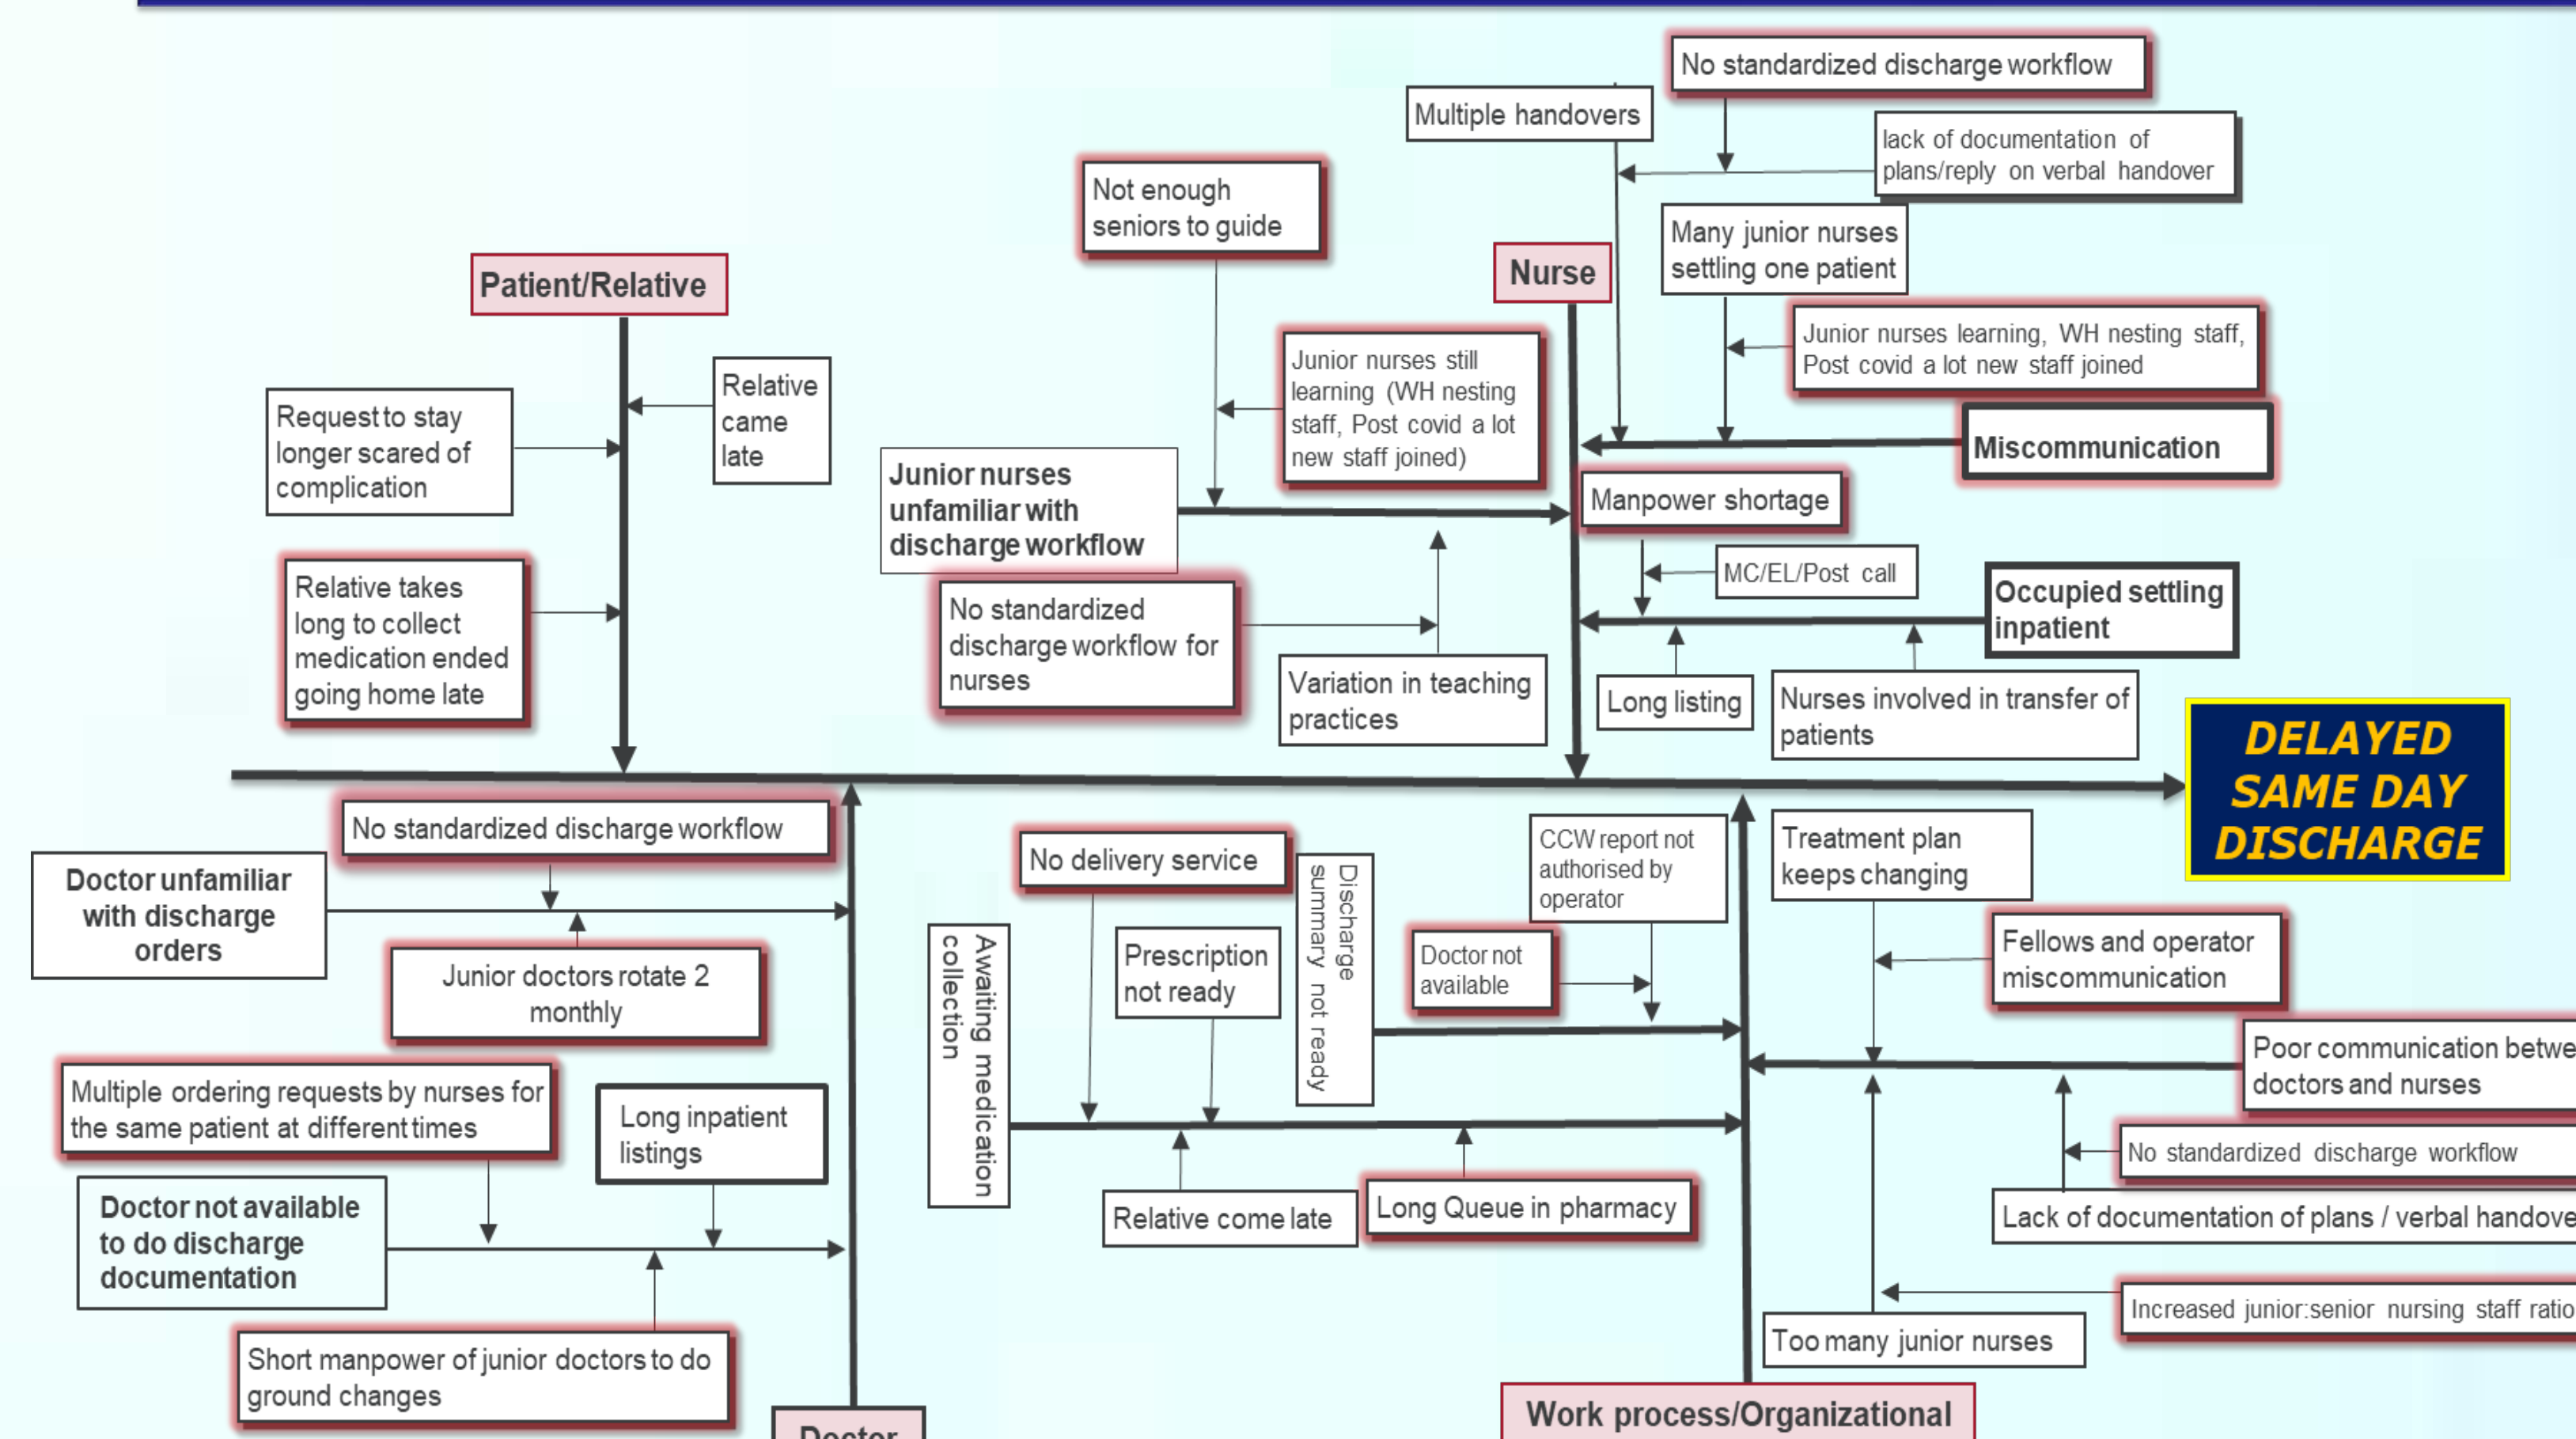 No standardized discharge workflow
Multiple handovers
lack of documentation of
plans/reply on verbal handover
Not enough
seniors to guide
Many junior nurses
settling one patient
Patient/Relative
Nurse
Junior nurses learning, WH nesting staff,
Post covid a lot new staff joined
Junior nurses still
learning (WH nesting
staff, Post covid a lot
new staff joined)
Relative
came
late
Request to stay
longer scared of
complication
Miscommunication
Junior nurses
unfamiliar with
discharge workflow
Manpower shortage
MC/EL/Post call
Occupied settling
inpatient
Relative takes
long to collect
medication ended
going home late
No standardized
discharge workflow for
nurses
Variation in teaching
practices
Long listing
Nurses involved in transfer of
patients
DELAYED
SAME DAY
DISCHARGE
No standardized discharge workflow
Doctor unfamiliar
with discharge
orders
Junior doctors rotate 2
monthly
Multiple ordering requests by nurses for
the same patient at different times
Long inpatient
listings
Doctor not available
to do discharge
documentation
Short manpower of junior doctors to do
ground changes
Doctor
No delivery service
Discharge
summary not ready
CCW report not
authorised by
operator
Treatment plan
keeps changing
Awaiting medication
collection
Prescription
not ready
Doctor not
available
Fellows and operator
miscommunication
Poor communication betwe
doctors and nurses
No standardized discharge workflow
Relative come late
Long Queue in pharmacy
Lack of documentation of plans / verbal handove
Increased junior:senior nursing staff ratio
Too many junior nurses
Work process/Organizational